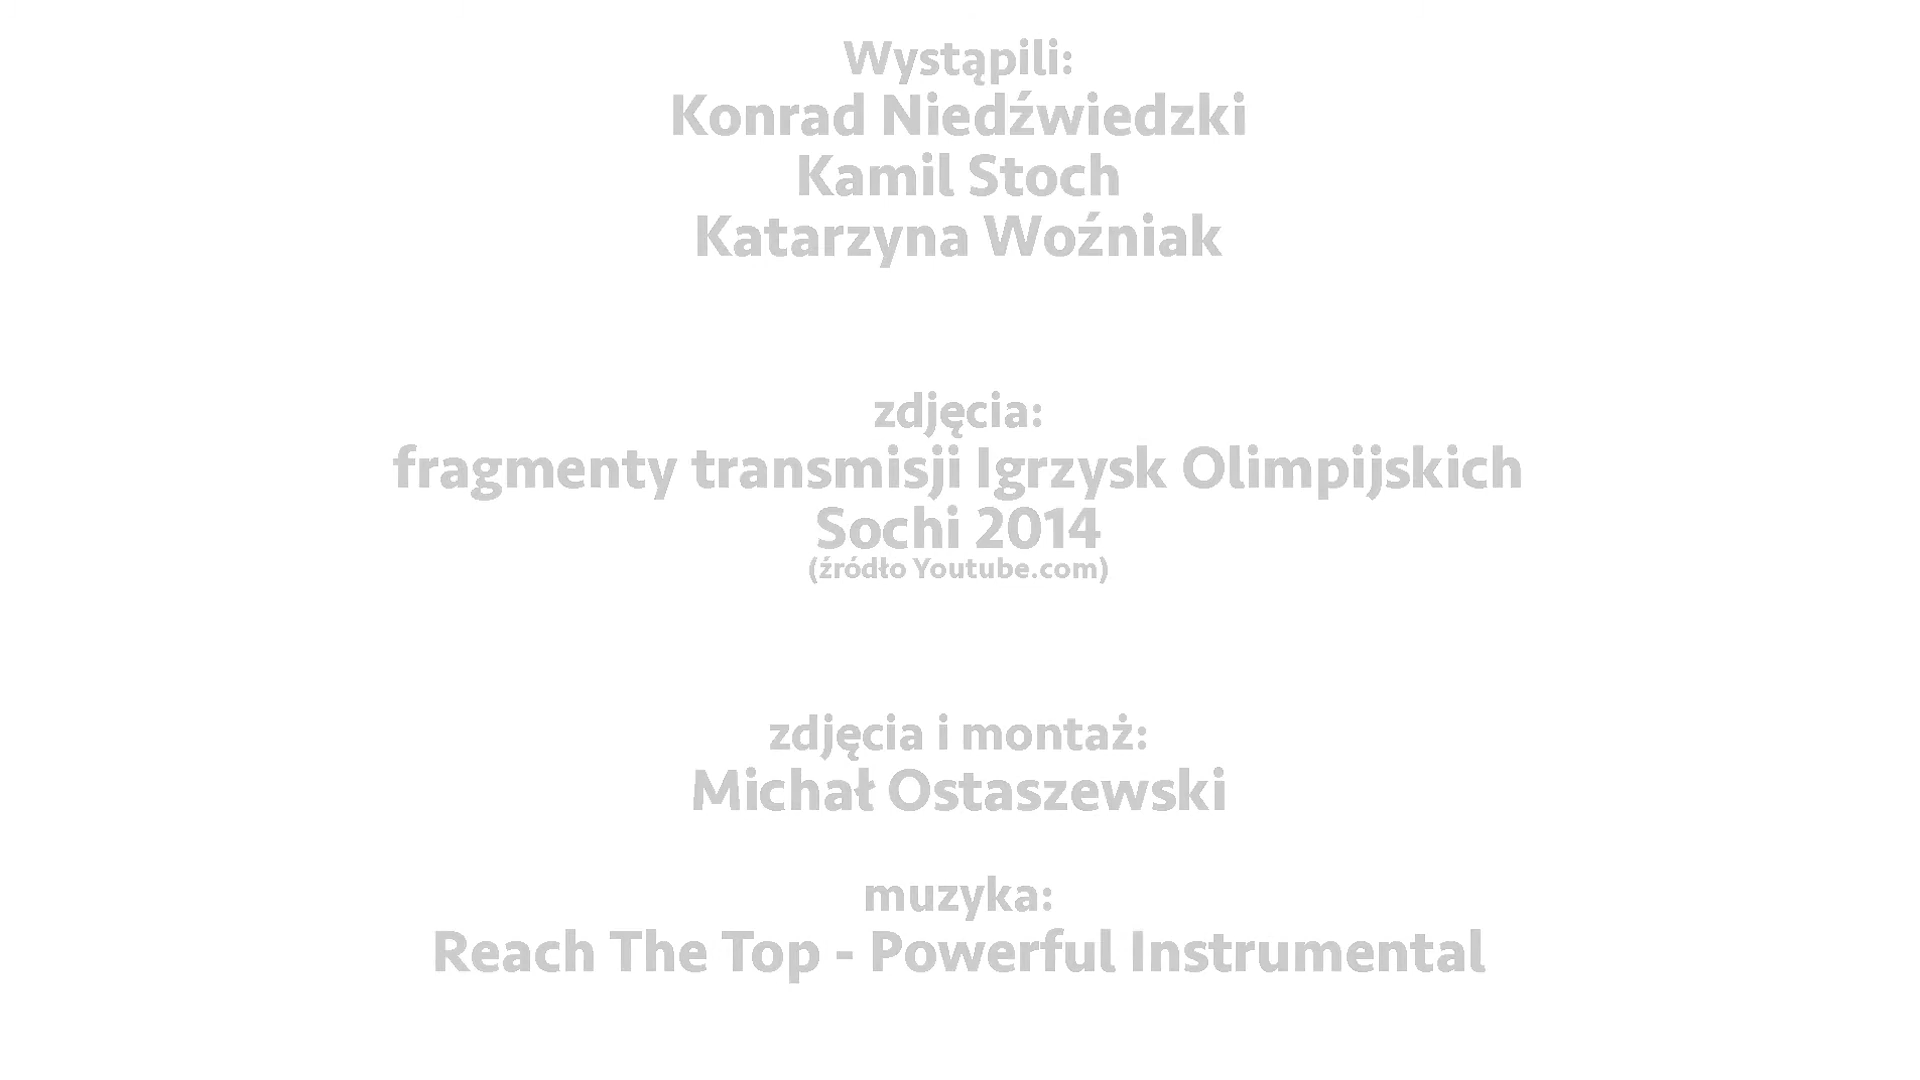 Wystąpili:
Konrad Niedźwiedzki
Kamil Stoch
Katarzyna Woźniak
zdjęcia:
fragmenty transmisji Igrzysk Olimpijskich
Sochi 2014
(źródło Youtube.com)
zdjęcia i montaż:
Michał Ostaszewski
muzyka:
Reach The Top - Powerful Instrumental